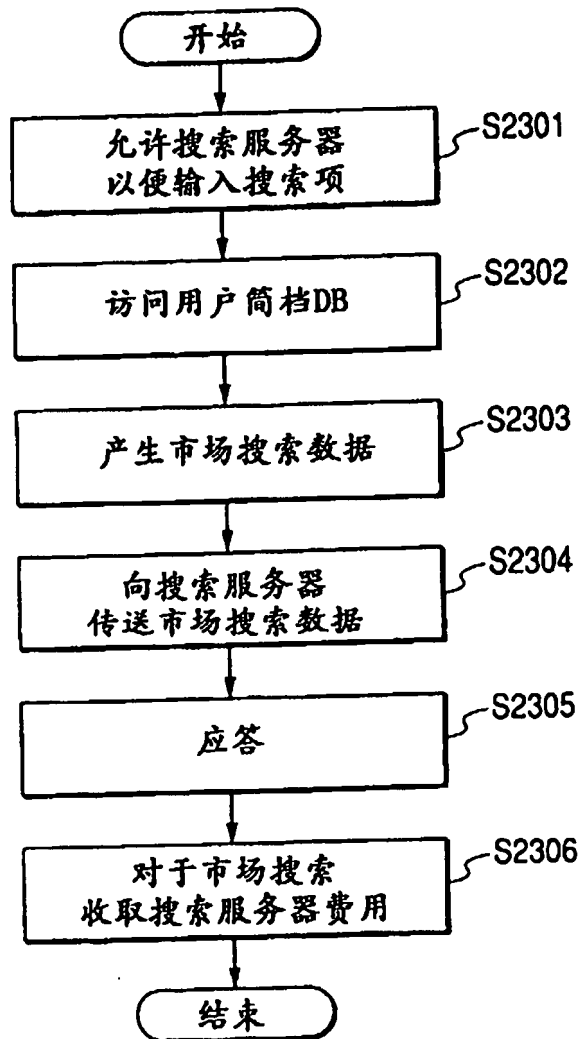 开始
允许搜索服务器
以便输入搜索项
S2301
访问用户简档DB
S2302
产生市场搜索数据
S2303
向搜索服务器
传送市场搜索数据
S2304
应答
S2305
对于市场搜索
收取搜索服务器费用
S2306
结束